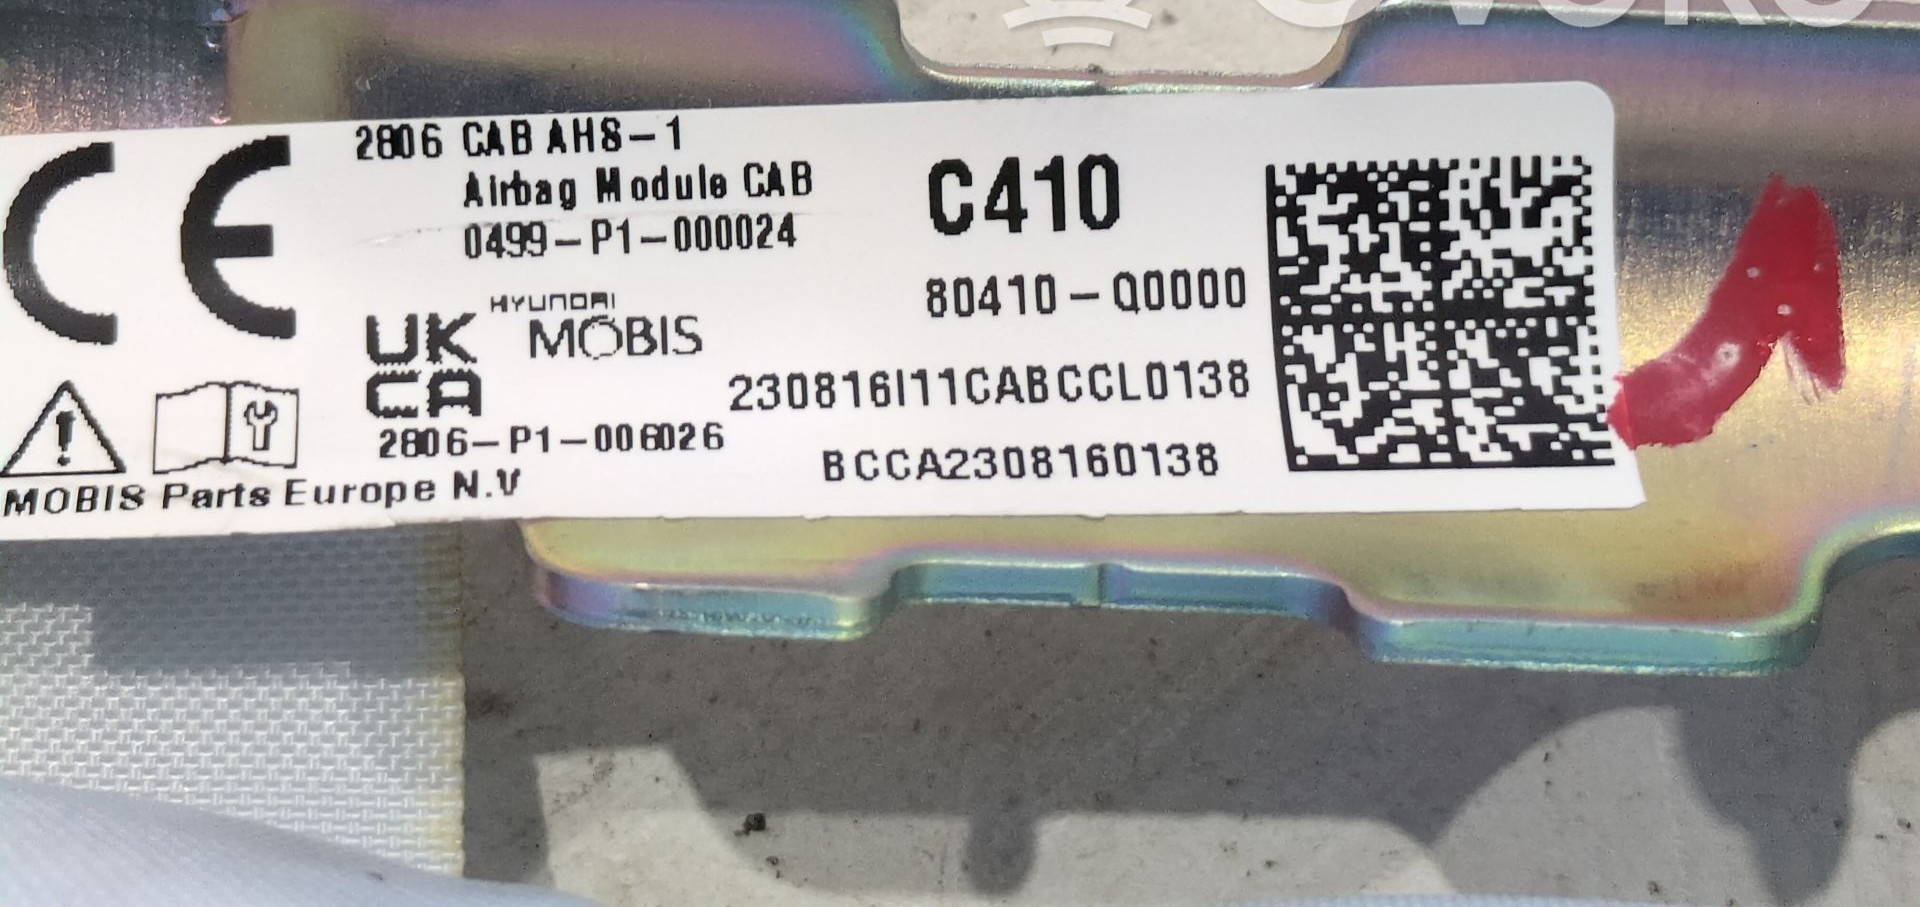 2806 CAB AHS-1
Airbag Module CAB
0499-P1-000024
C410
80410-Q0000
HYUNDAI
MOBIS
UK
CA
230816I11CABCCL0138
2806-P1-006026
BCCA2308160138
MOBIS Parts Europe N.V
CE